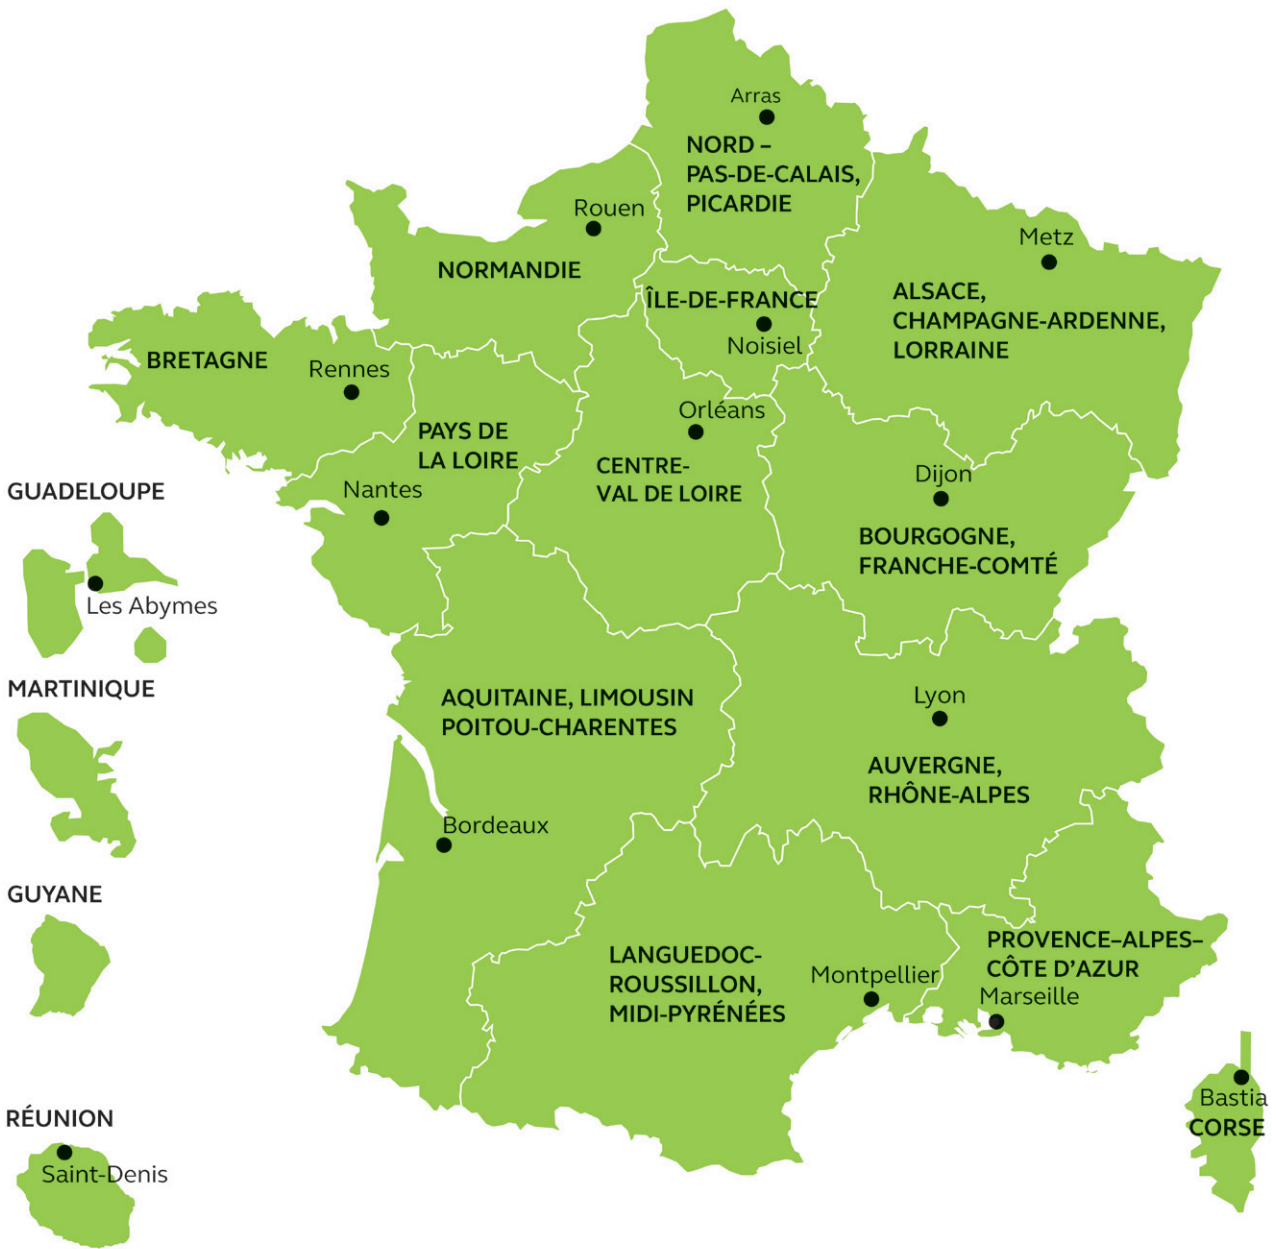 Arras
NORD –
PAS-DE-CALAIS,
PICARDIE
Rouen
NORMANDIE
Metz
ALSACE,
CHAMPAGNE-ARDENNE,
LORRAINE
ÎLE-DE-FRANCE
Noisiel
BRETAGNE
Rennes
PAYS DE
LA LOIRE
Nantes
Orléans
CENTRE-
VAL DE LOIRE
Dijon
BOURGOGNE,
FRANCHE-COMTÉ
GUADELOUPE
Les Abymes
MARTINIQUE
AQUITAINE, LIMOUSIN
POITOU-CHARENTES
Bordeaux
Lyon
AUVERGNE,
RHÔNE-ALPES
GUYANE
LANGUEDOC-
ROUSSILLON,
MIDI-PYRÉNÉES
Montpellier
PROVENCE–ALPES–
CÔTE D’AZUR
Marseille
RÉUNION
Saint-Denis
Bastia
CORSE